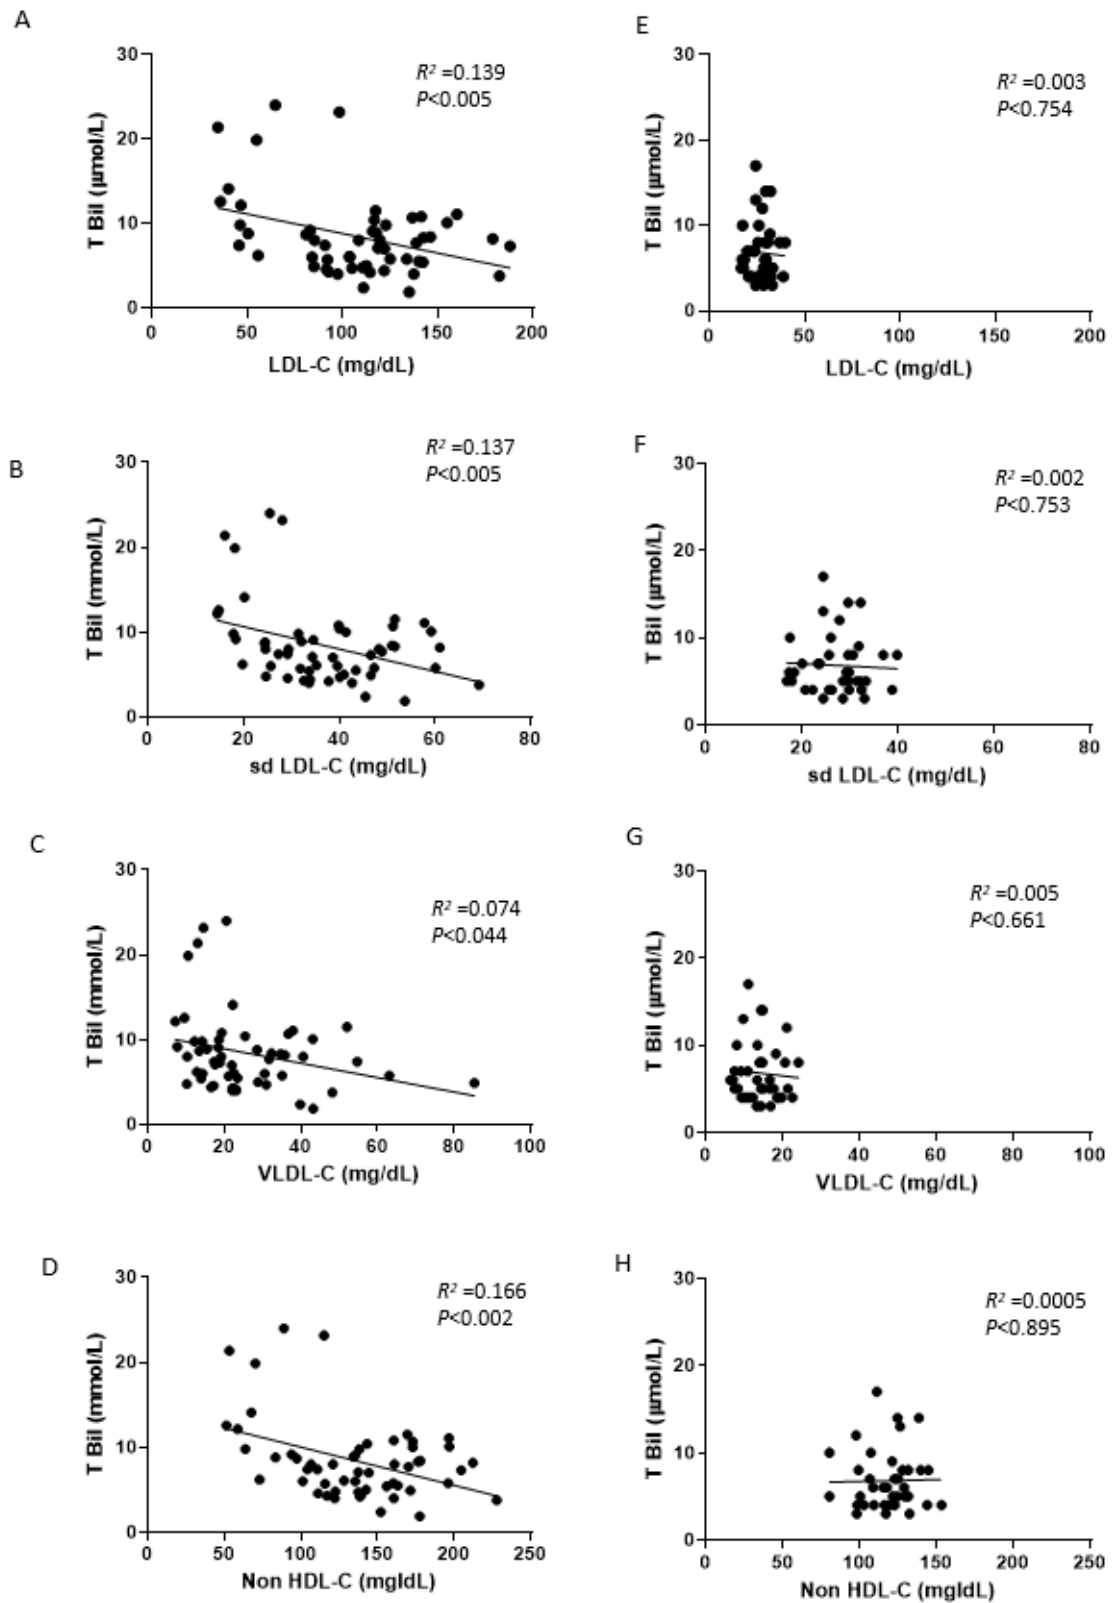 A
R² =0.139
P<0.005
30
20
10
0
T Bil (µmol/L)
0 50 100 150 200
LDL-C (mg/dL)
E
R² =0.003
P<0.754
30
20
10
0
T Bil (µmol/L)
0 50 100 150 200
LDL-C (mg/dL)
B
R² =0.137
P<0.005
30
20
10
0
T Bil (mmol/L)
0 20 40 60 80
sd LDL-C (mg/dL)
F
R² =0.002
P<0.753
30
20
10
0
T Bil (µmol/L)
0 20 40 60 80
sd LDL-C (mg/dL)
C
R² =0.074
P<0.044
30
20
10
0
T Bil (mmol/L)
0 20 40 60 80 100
VLDL-C (mg/dL)
G
R² =0.005
P<0.661
30
20
10
0
T Bil (µmol/L)
0 20 40 60 80 100
VLDL-C (mg/dL)
D
R² =0.166
P<0.002
30
20
10
0
T Bil (mmol/L)
0 50 100 150 200 250
Non HDL-C (mgldL)
H
R² =0.0005
P<0.895
30
20
10
0
T Bil (µmol/L)
0 50 100 150 200 250
Non HDL-C (mgldL)